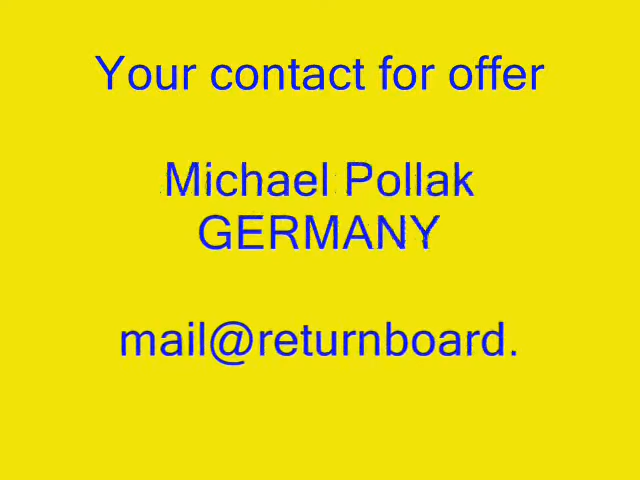 Your contact for offer
Michael Pollak
GERMANY
mail@returnboard.